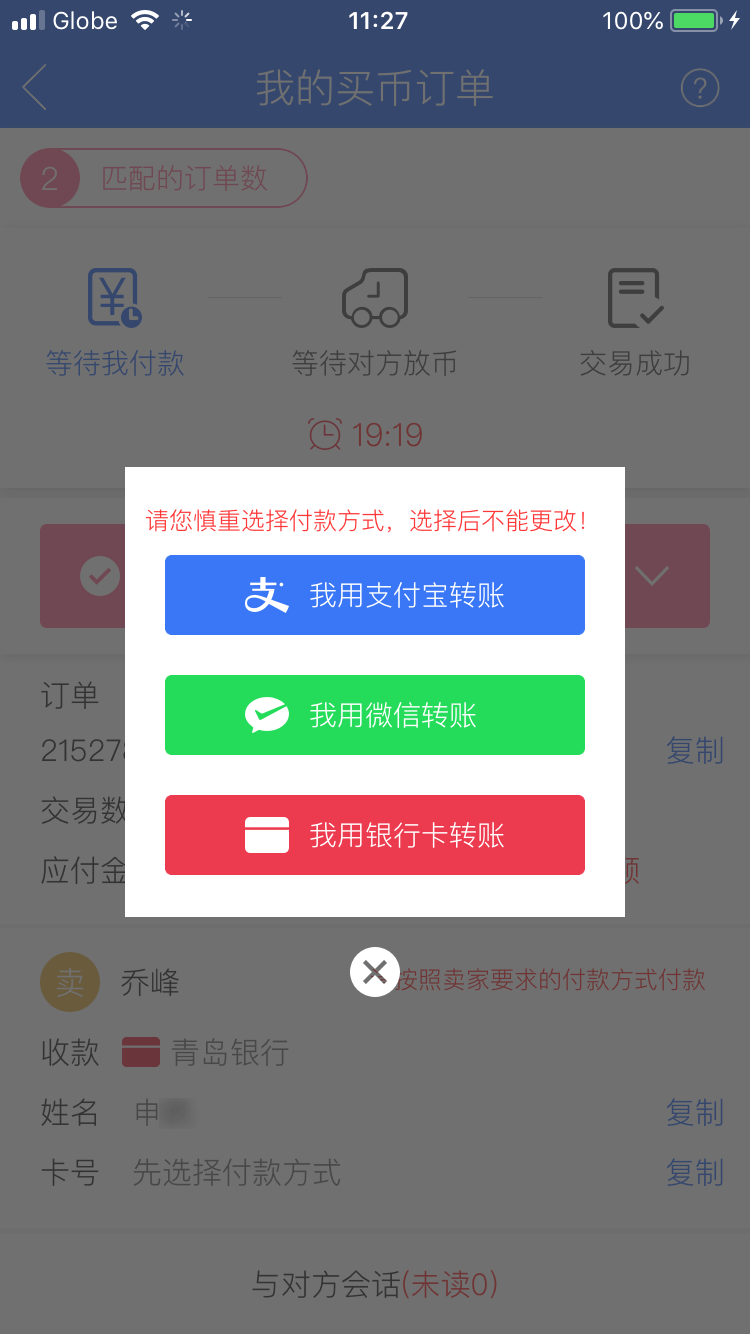 Globe 11:27 100%
我的买币订单 ?
2 匹配的订单数
等待我付款 等待对方放币 交易成功
19:19
请您慎重选择付款方式，选择后不能更改！
我用支付宝转账
我用微信转账
我用银行卡转账
订单
21527 复制
交易数
应付金
卖 乔峰 按照卖家要求的付款方式付款
收款 青岛银行
姓名 申 复制
卡号 先选择付款方式 复制
与对方会话(未读0)